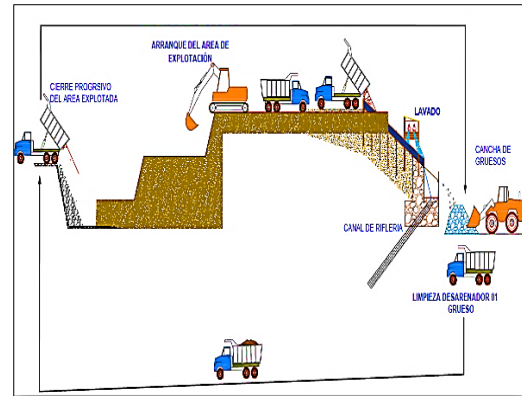 ARRANQUE DEL AREA DE
EXPLOTACIÓN
CIERRE PROGRSIVO
DEL AREA EXPLOTADA
LAVADO
CANCHA DE
GRUESOS
CANAL DE RIFLERIA
LIMPIEZA DESARENADOR 01
GRUESO